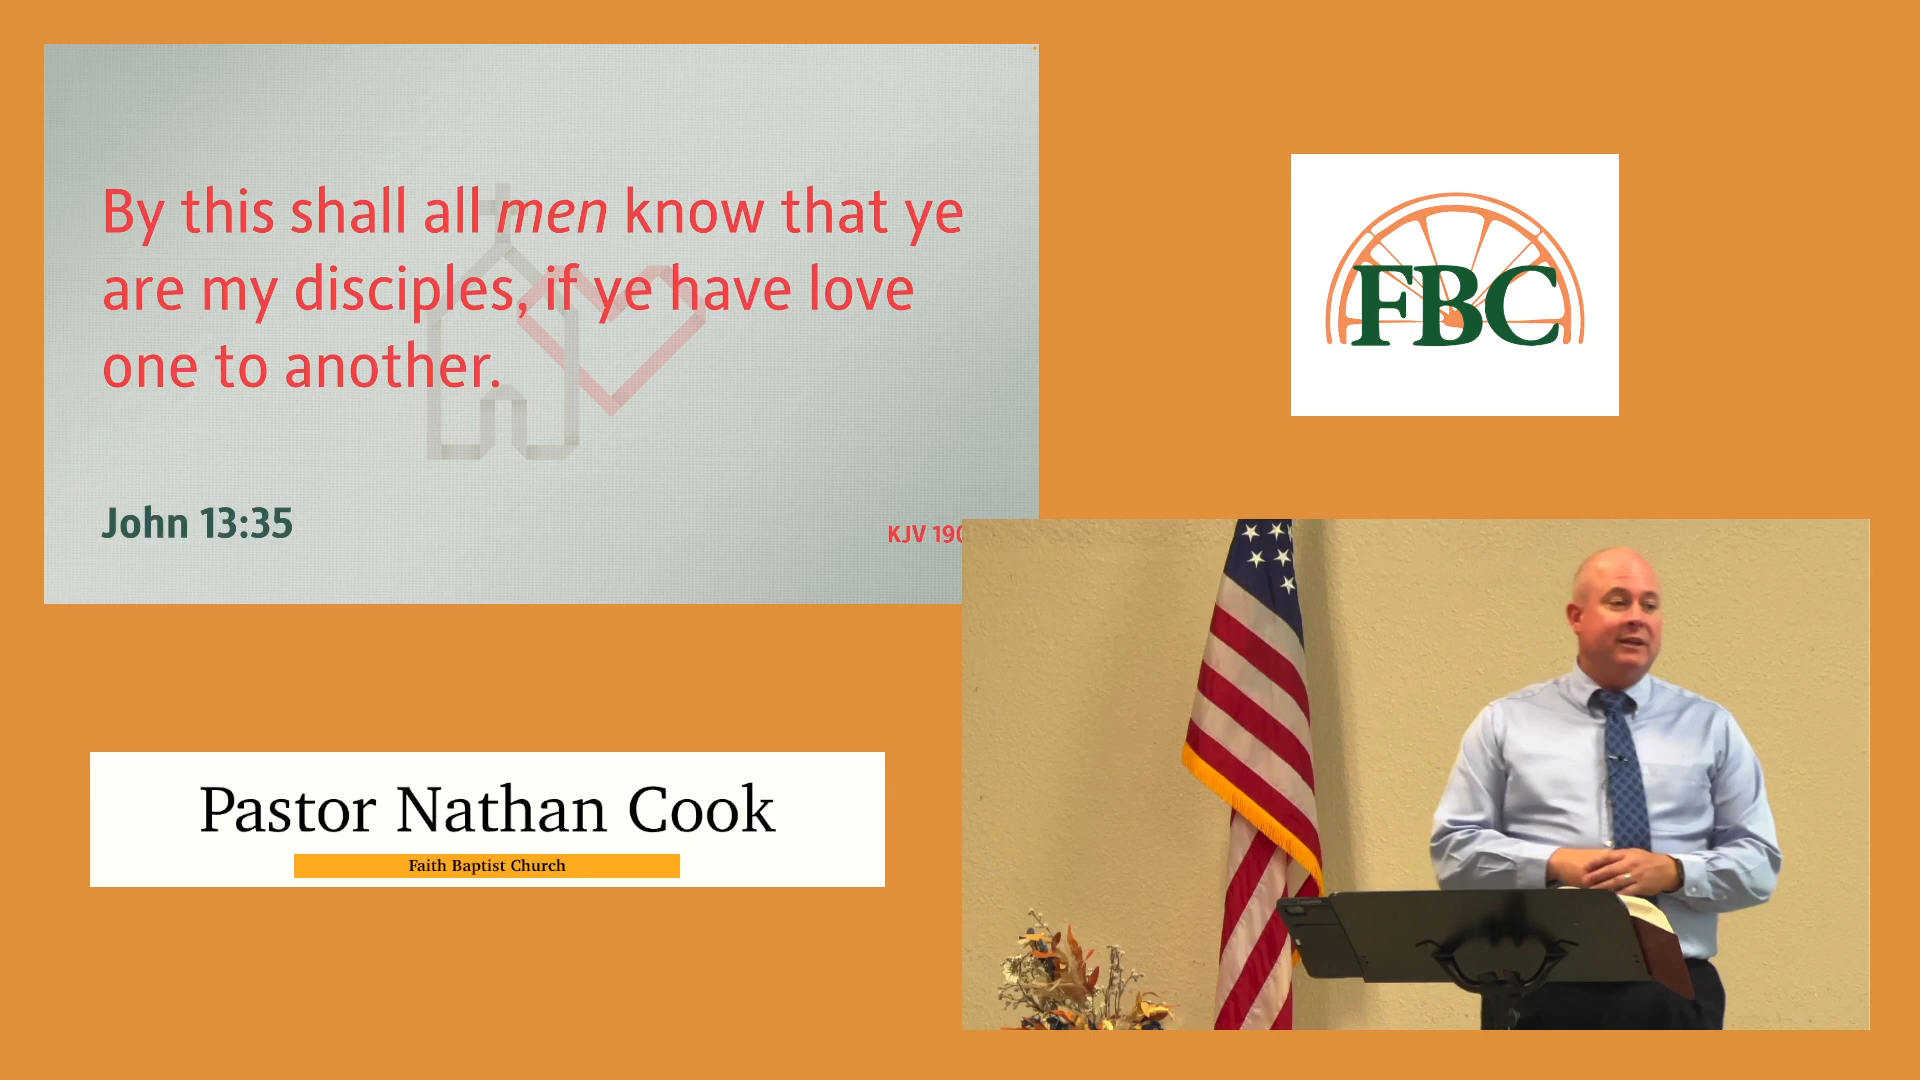 By this shall all men know that ye
are my disciples, if ye have love
one to another.
John 13:35
KJV 190
FBC
Pastor Nathan Cook
Faith Baptist Church